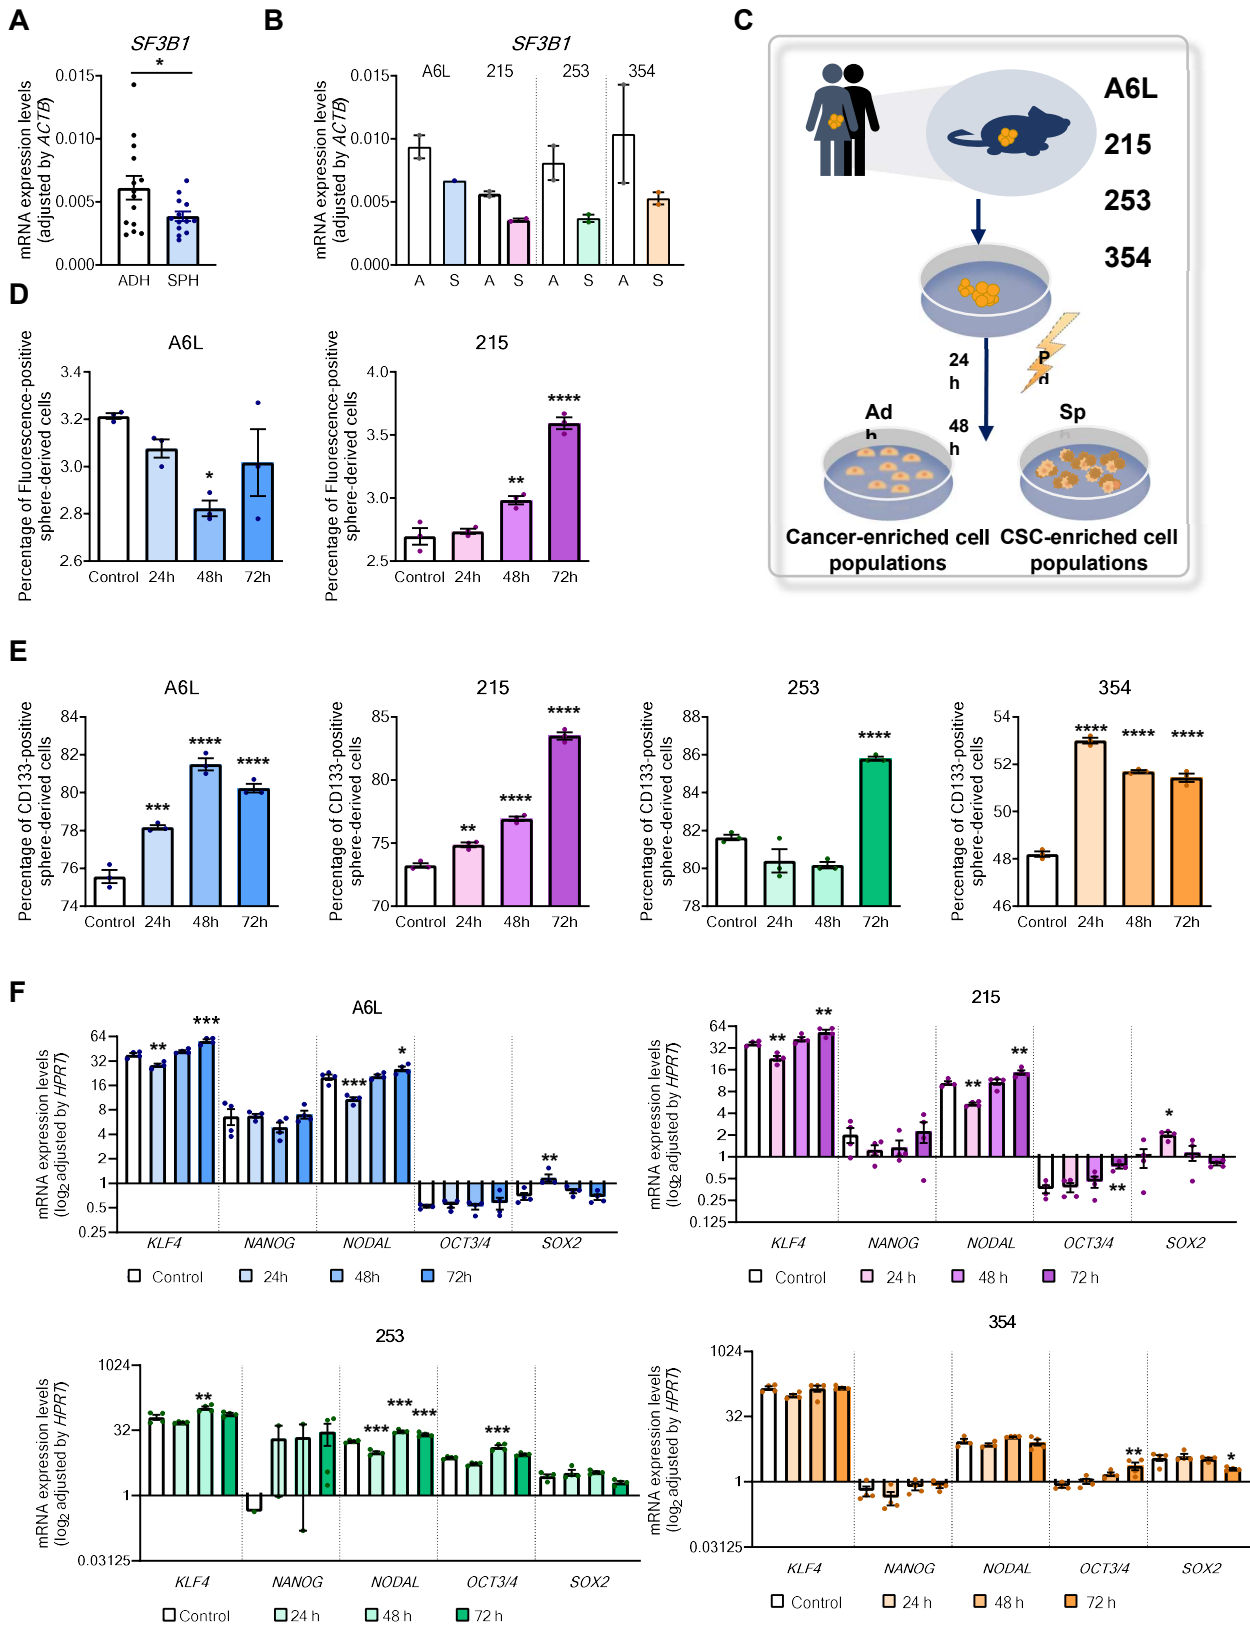 A
SF3B1
*
mRNA expression levels
(adjusted by ACTB)
0.015
0.010
0.005
0.000
ADH SPH
B
SF3B1
A6L 215 253 354
mRNA expression levels
(adjusted by ACTB)
0.015
0.010
0.005
0.000
A S A S A S A S
C
A6L
215
253
354
24
h
P
d
48
h
Ad
h
Sp
Cancer-enriched cell
populations
CSC-enriched cell
populations
D
A6L
Percentage of Fluorescence-positive
sphere-derived cells
3.4
3.2
3.0
2.8
2.6
*
Control 24h 48h 72h
215
Percentage of Fluorescence-positive
sphere-derived cells
4.0
3.5
3.0
2.5
**
****
Control 24h 48h 72h
E
A6L
Percentage of CD133-positive
sphere-derived cells
84
82
80
78
76
74
***
****
****
Control 24h 48h 72h
215
Percentage of CD133-positive
sphere-derived cells
85
80
75
70
**
****
****
Control 24h 48h 72h
253
Percentage of CD133-positive
sphere-derived cells
88
86
84
82
80
78
****
Control 24h 48h 72h
354
Percentage of CD133-positive
sphere-derived cells
54
52
50
48
46
****
****
****
Control 24h 48h 72h
F
A6L
mRNA expression levels
(log2 adjusted by HPRT)
64
32
16
8
4
2
1
0.5
0.25
**
***
***
*
**
KLF4 NANOG NODAL OCT3/4 SOX2
Control 24h 48h 72h
215
mRNA expression levels
(log2 adjusted by HPRT)
64
32
16
8
4
2
1
0.5
0.25
0.125
**
**
**
**
**
*
KLF4 NANOG NODAL OCT3/4 SOX2
Control 24 h 48 h 72 h
253
mRNA expression levels
(log2 adjusted by HPRT)
1024
32
1
0.03125
**
***
***
***
***
KLF4 NANOG NODAL OCT3/4 SOX2
Control 24 h 48 h 72 h
354
mRNA expression levels
(log2 adjusted by HPRT)
1024
32
1
0.03125
**
*
KLF4 NANOG NODAL OCT3/4 SOX2
Control 24 h 48 h 72 h